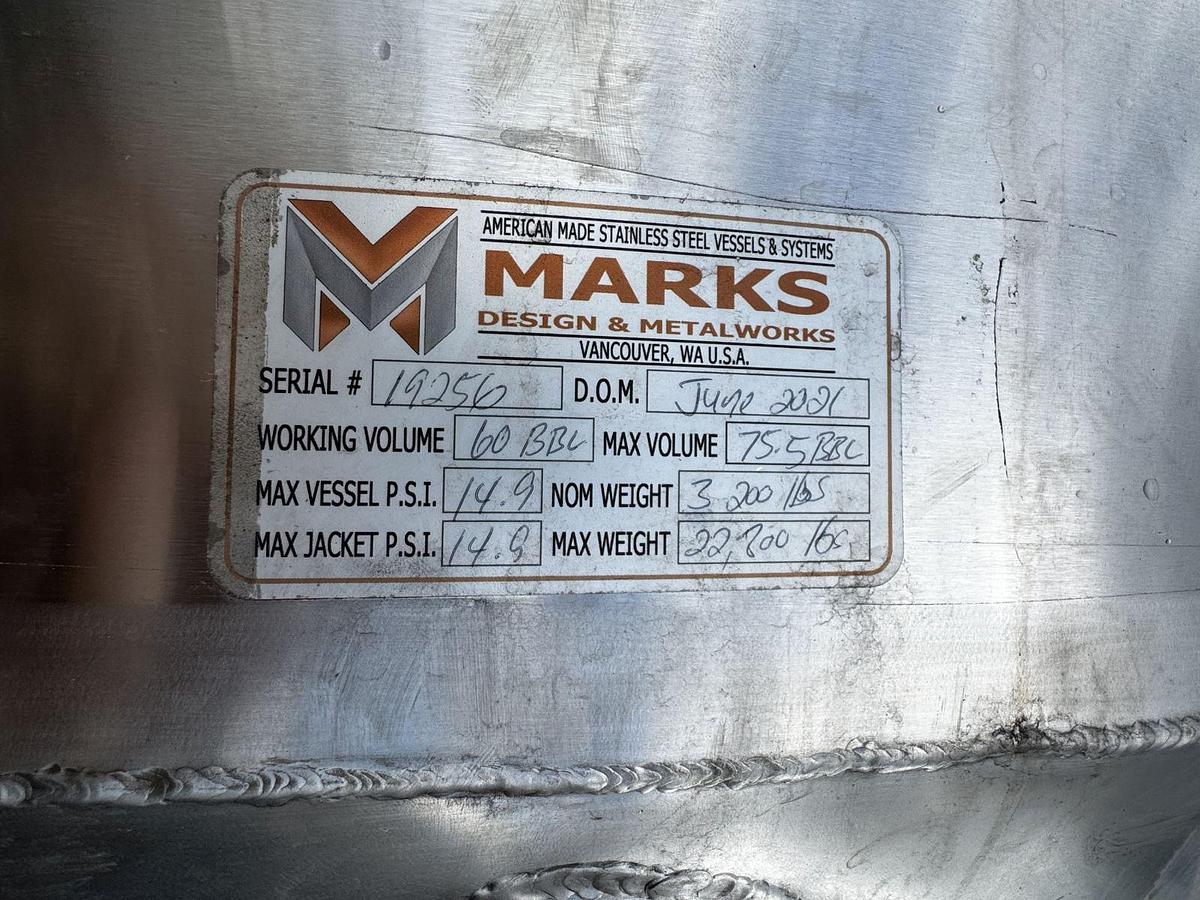 AMERICAN MADE STAINLESS STEEL VESSELS & SYSTEMS
MARKS
DESIGN & METALWORKS
VANCOUVER, WA U.S.A.
SERIAL # 19256 D.O.M. June 2021
WORKING VOLUME 60 BBL MAX VOLUME 75.5 BBL
MAX VESSEL P.S.I. 14.9 NOM WEIGHT 3 200 lbs
MAX JACKET P.S.I. 14.9 MAX WEIGHT lbs